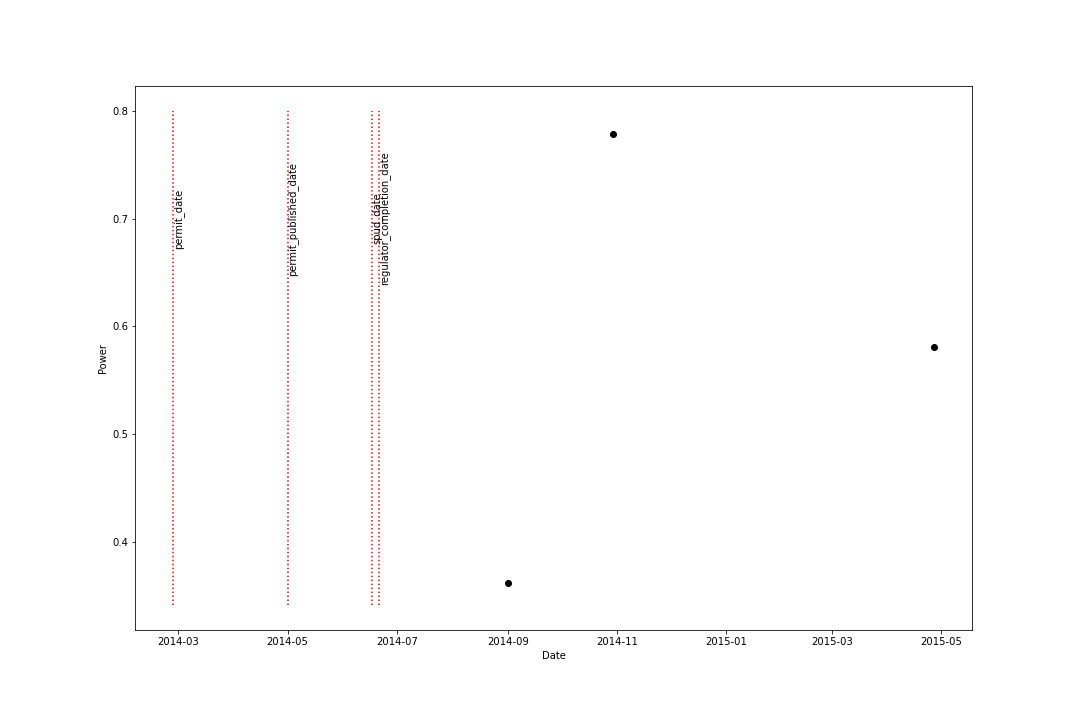 0.8
0.7
0.6
0.5
0.4
Power
permit_date
permit_published_date
spud_date
regulator_completion_date
2014-03
2014-05
2014-07
2014-09
2014-11
2015-01
2015-03
2015-05
Date